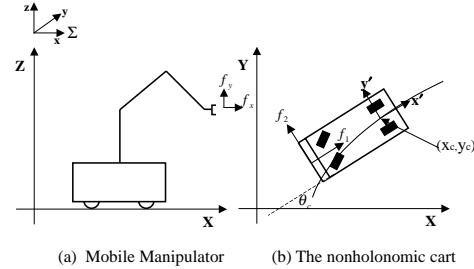 z
y
x
Σ
Z
f_y
f_x
X
Y
y'
x'
f_2
f_1
(x_c,y_c)
θ_c
X
(a) Mobile Manipulator
(b) The nonholonomic cart